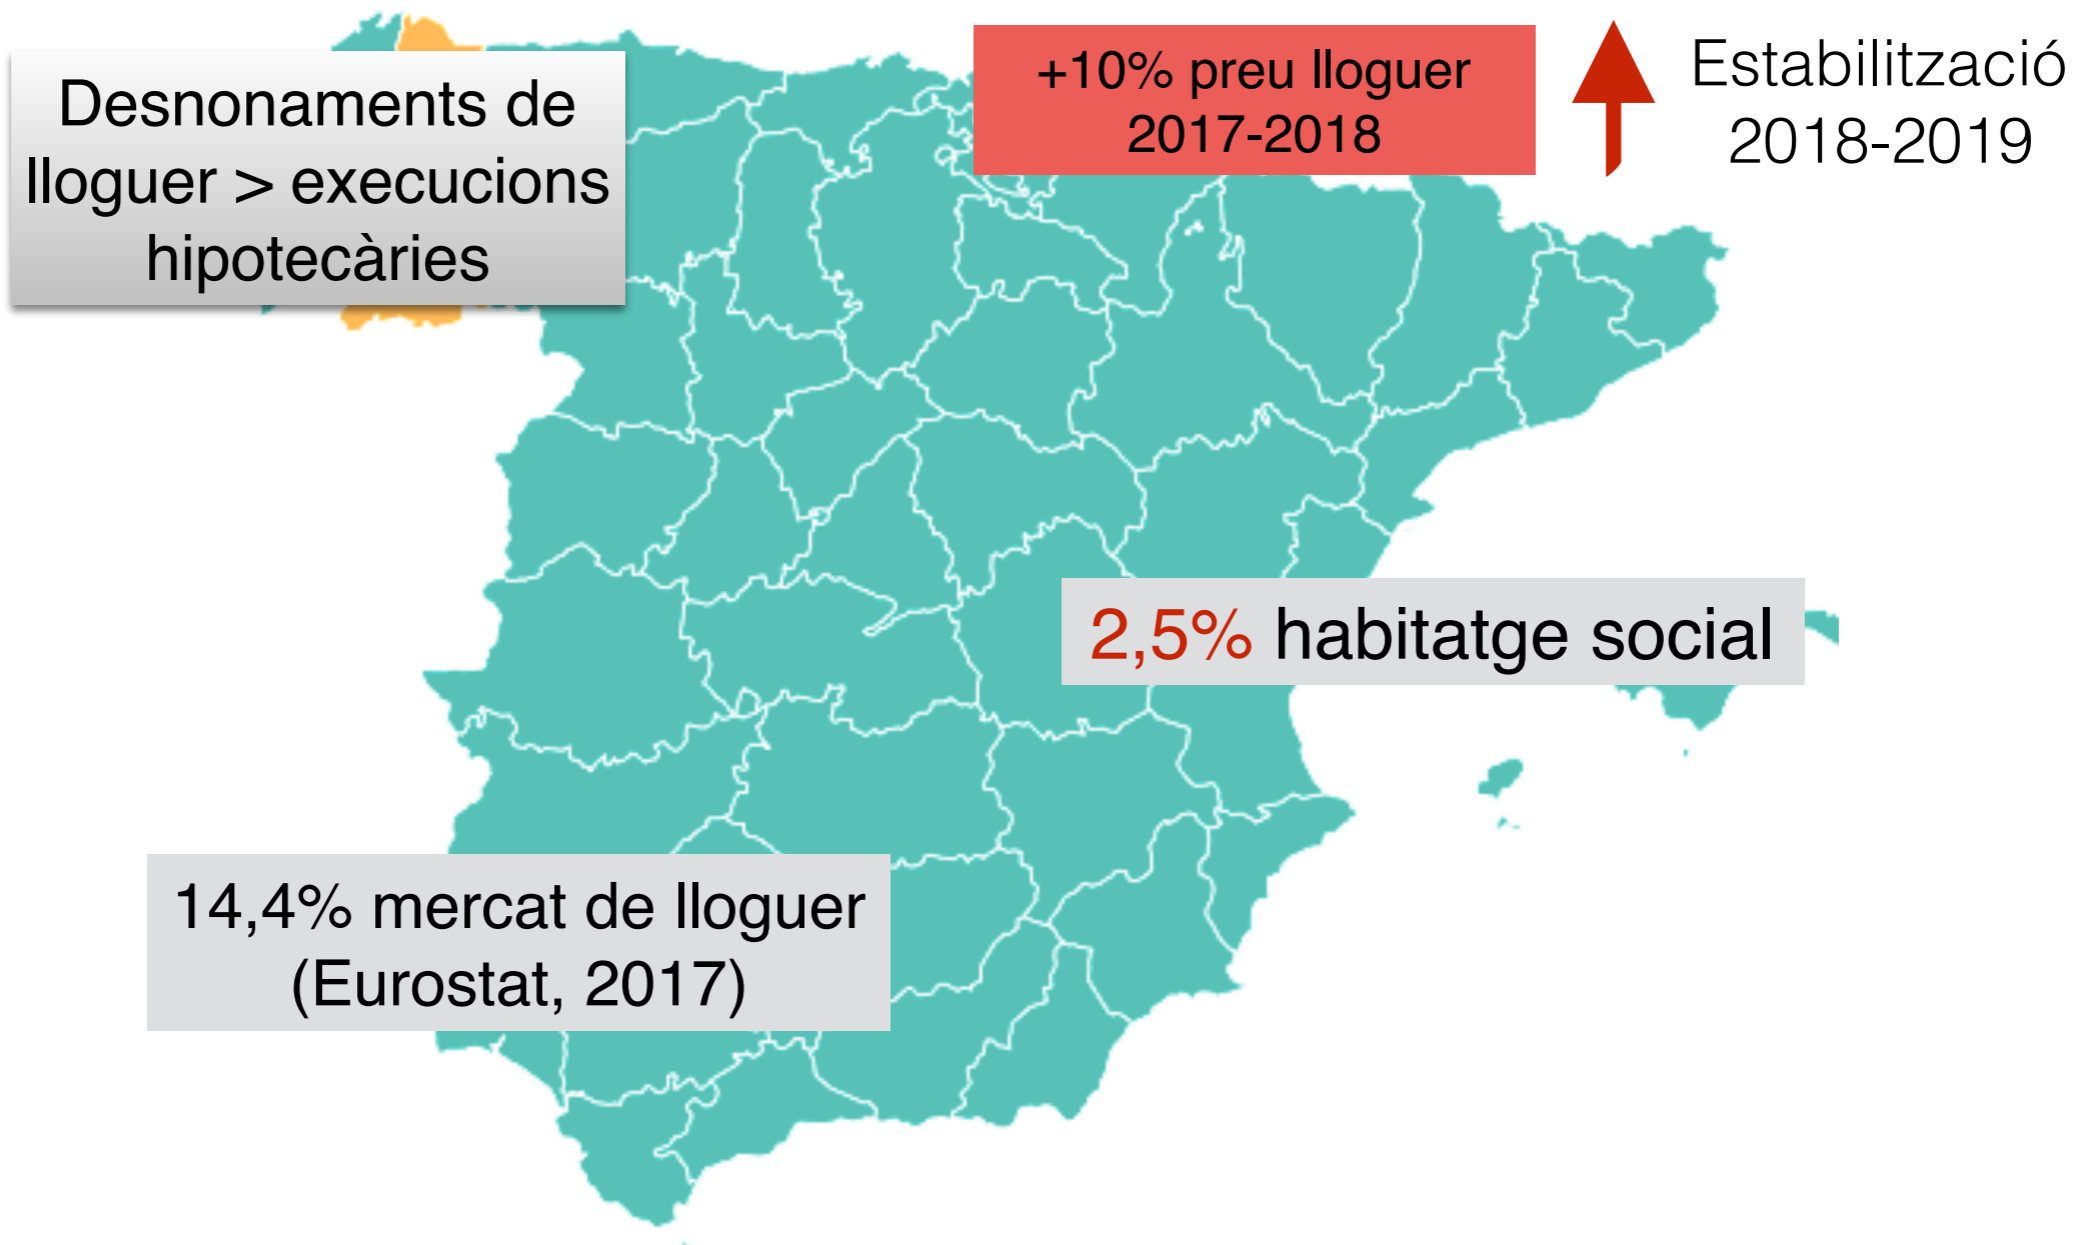 Desnonaments de
lloguer > execucions
hipotecàries
+10% preu lloguer
2017-2018
Estabilització
2018-2019
2,5% habitatge social
14,4% mercat de lloguer
(Eurostat, 2017)